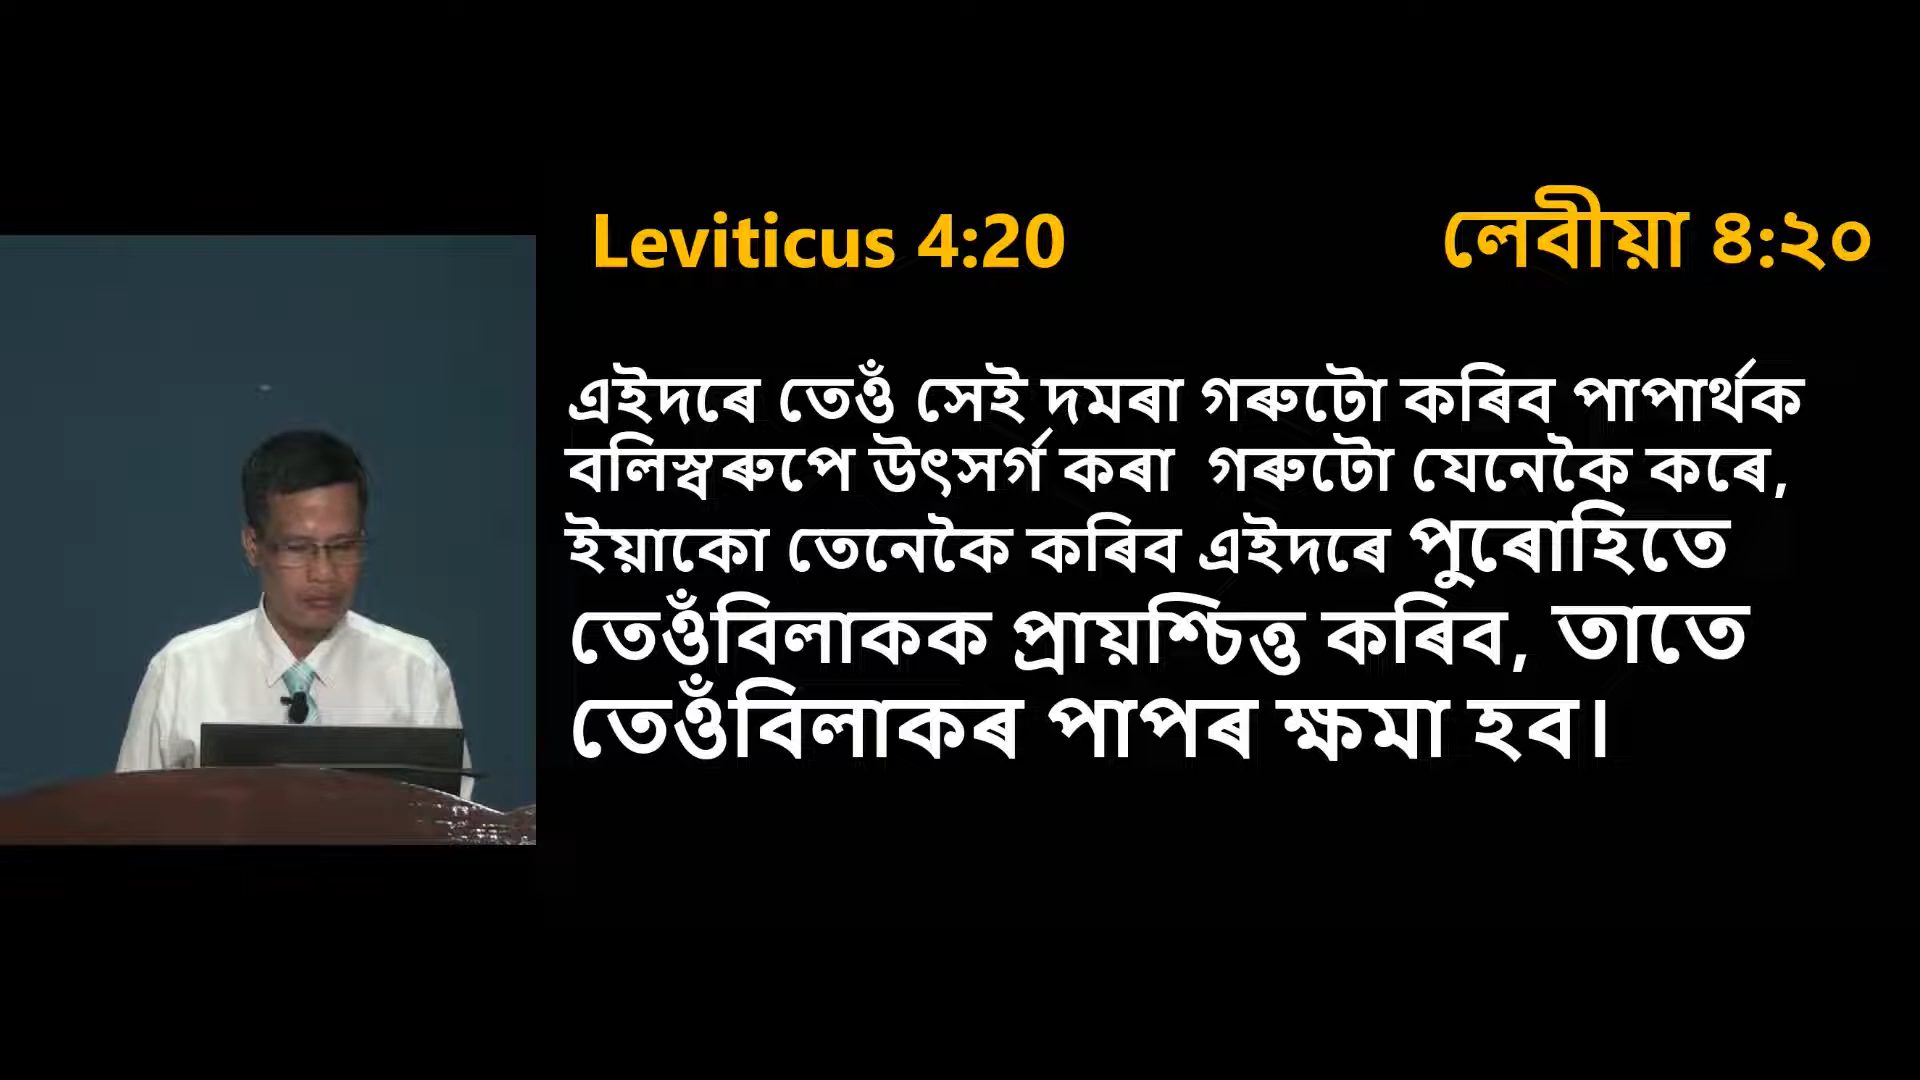 Leviticus 4:20 লেবীয়া ৪:২০
এইদৰে তেওঁ সেই দমৰা গৰুটো কৰিব পাপাৰ্থক
বলিস্বৰুপে উৎসৰ্গ কৰা গৰুটো যেনেকৈ কৰে,
ইয়াকো তেনেকৈ কৰিব এইদৰে পুৰোহিতে
তেওঁবিলাকক প্ৰায়শ্চিত্ত কৰিব, তাতে
তেওঁবিলাকৰ পাপৰ ক্ষমা হব।